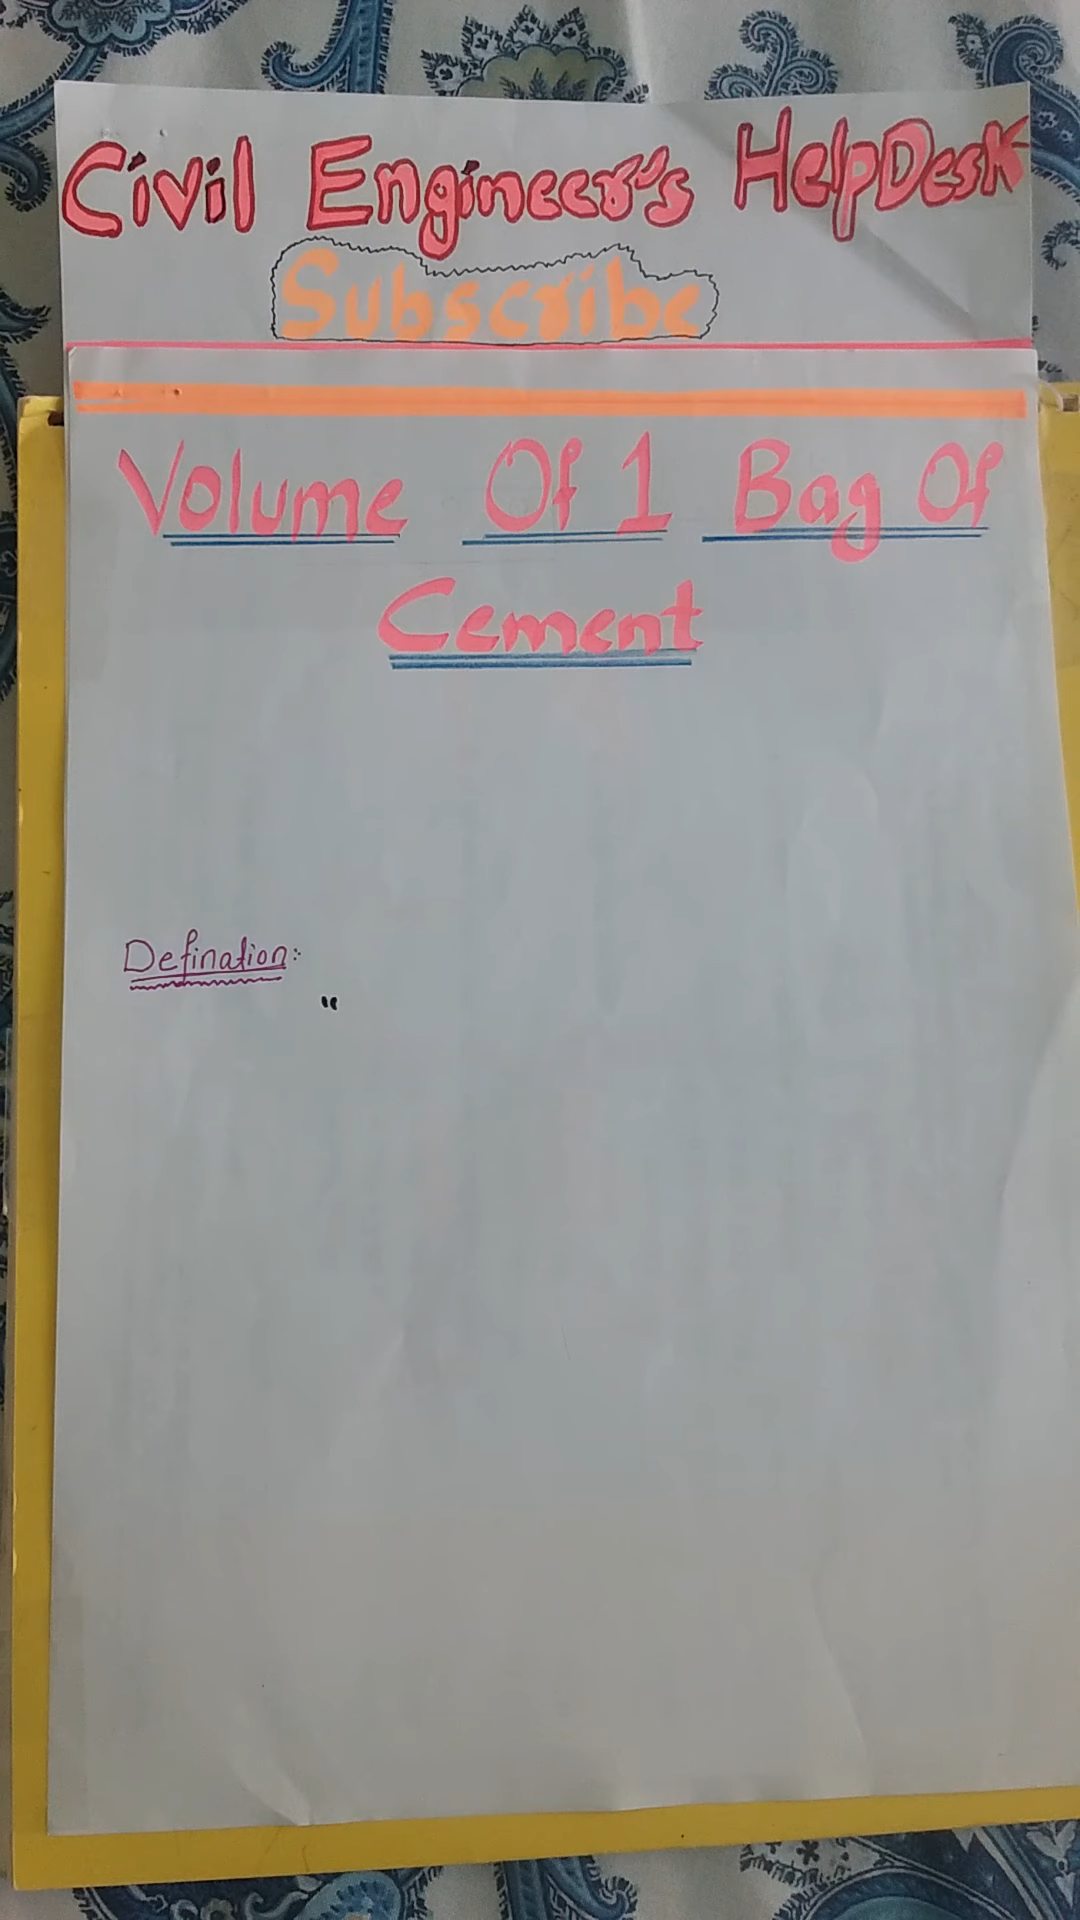 Civil Engineer's HelpDesk
Subscribe
Volume Of 1 Bag Of
Cement
Defination:
"